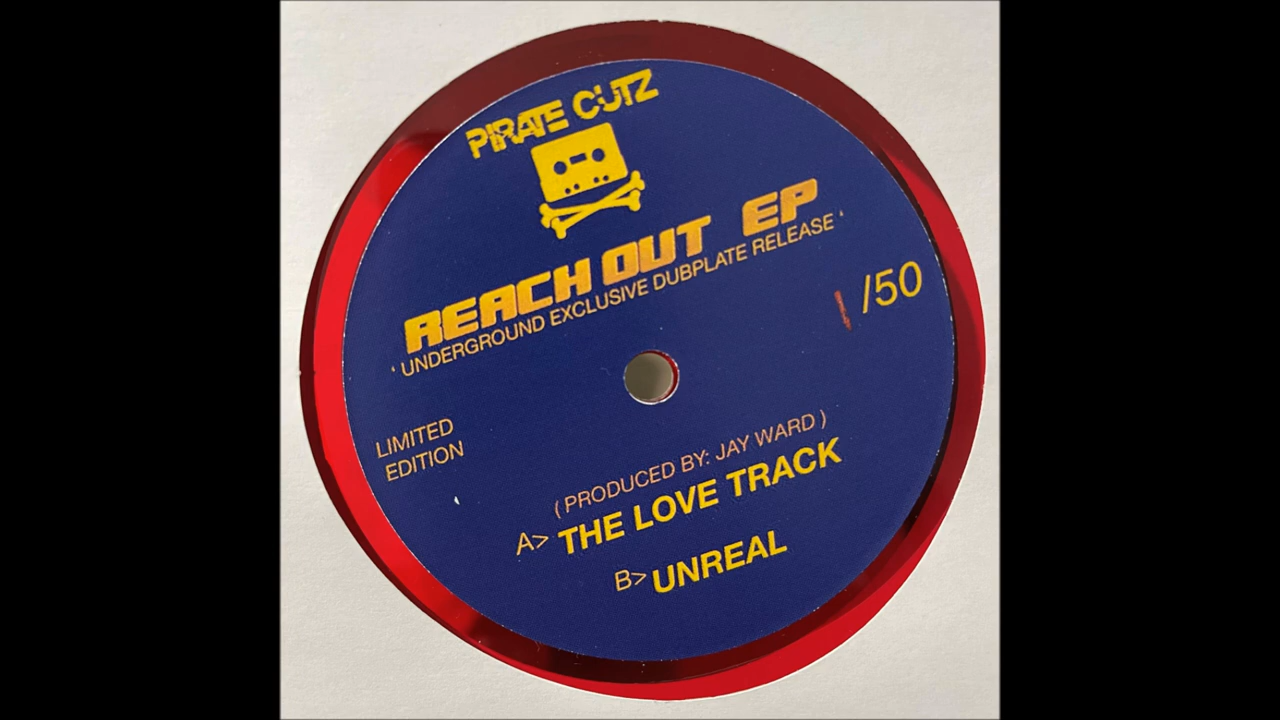 PIRATE CUTZ
REACH OUT EP
' UNDERGROUND EXCLUSIVE DUBPLATE RELEASE '
1 /50
LIMITED
EDITION
( PRODUCED BY: JAY WARD )
A> THE LOVE TRACK
B> UNREAL